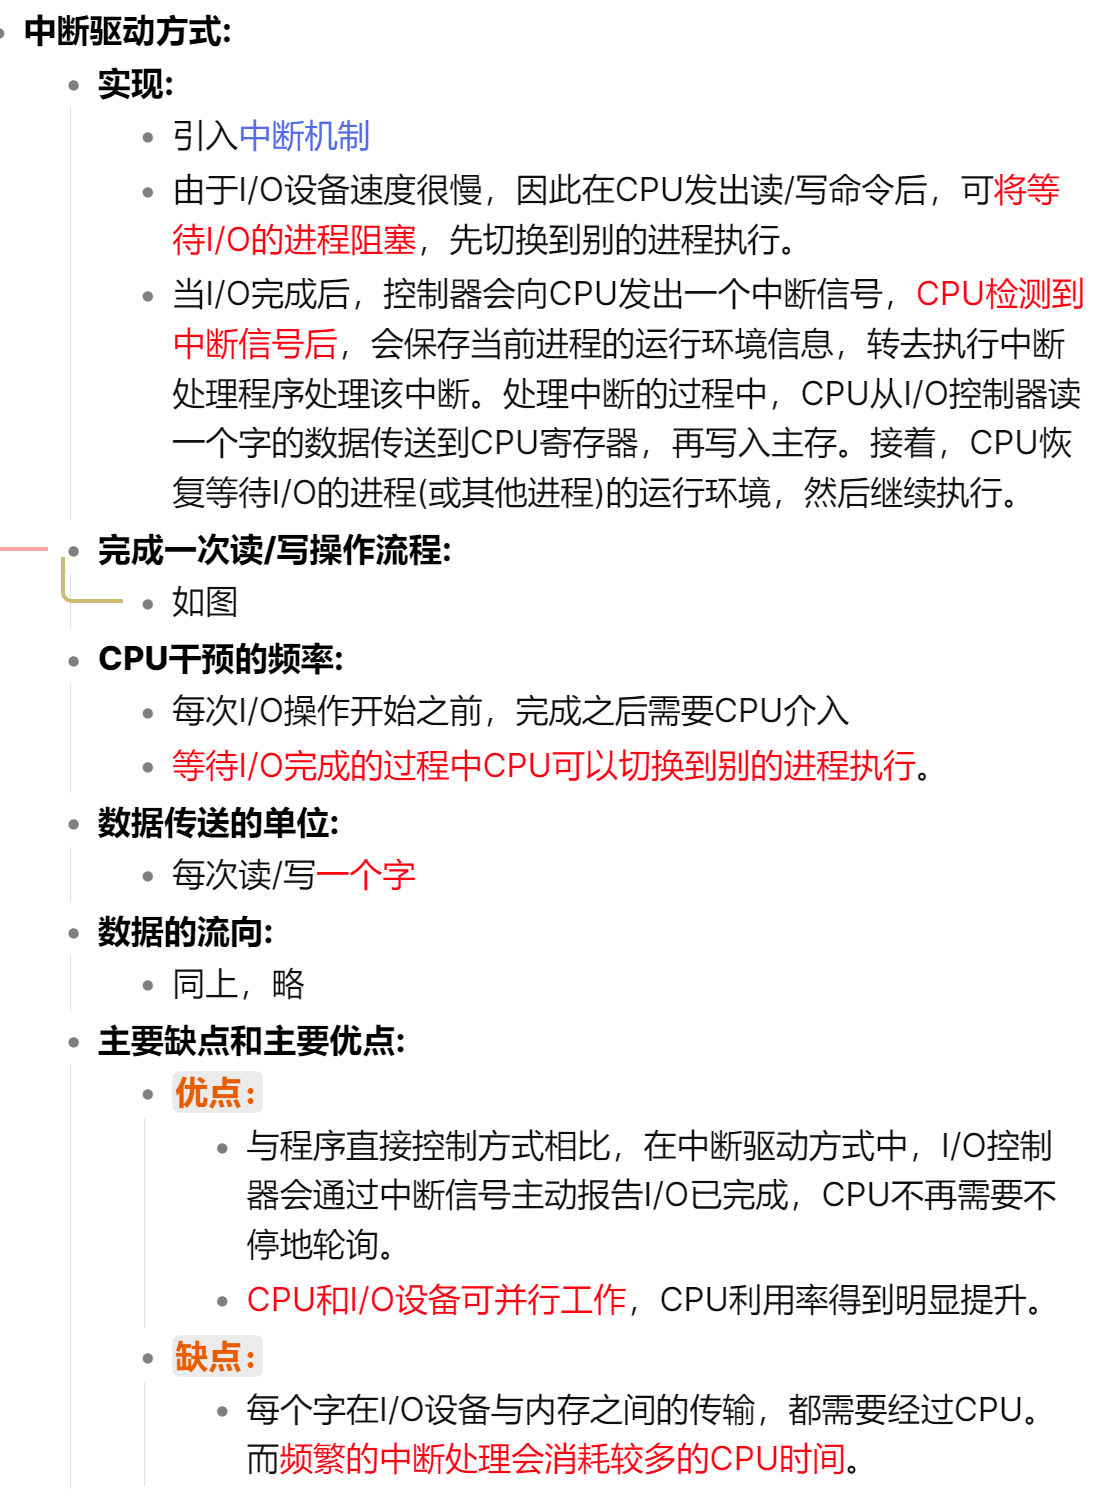 中断驱动方式:
实现:
引入中断机制
由于I/O设备速度很慢，因此在CPU发出读/写命令后，可将等
待I/O的进程阻塞，先切换到别的进程执行。
当I/O完成后，控制器会向CPU发出一个中断信号，CPU检测到
中断信号后，会保存当前进程的运行环境信息，转去执行中断
处理程序处理该中断。处理中断的过程中，CPU从I/O控制器读
一个字的数据传送到CPU寄存器，再写入主存。接着，CPU恢
复等待I/O的进程(或其他进程)的运行环境，然后继续执行。
完成一次读/写操作流程:
如图
CPU干预的频率:
每次I/O操作开始之前，完成之后需要CPU介入
等待I/O完成的过程中CPU可以切换到别的进程执行。
数据传送的单位:
每次读/写一个字
数据的流向:
同上，略
主要缺点和主要优点:
优点：
与程序直接控制方式相比，在中断驱动方式中，I/O控制
器会通过中断信号主动报告I/O已完成，CPU不再需要不
停地轮询。
CPU和I/O设备可并行工作，CPU利用率得到明显提升。
缺点：
每个字在I/O设备与内存之间的传输，都需要经过CPU。
而频繁的中断处理会消耗较多的CPU时间。